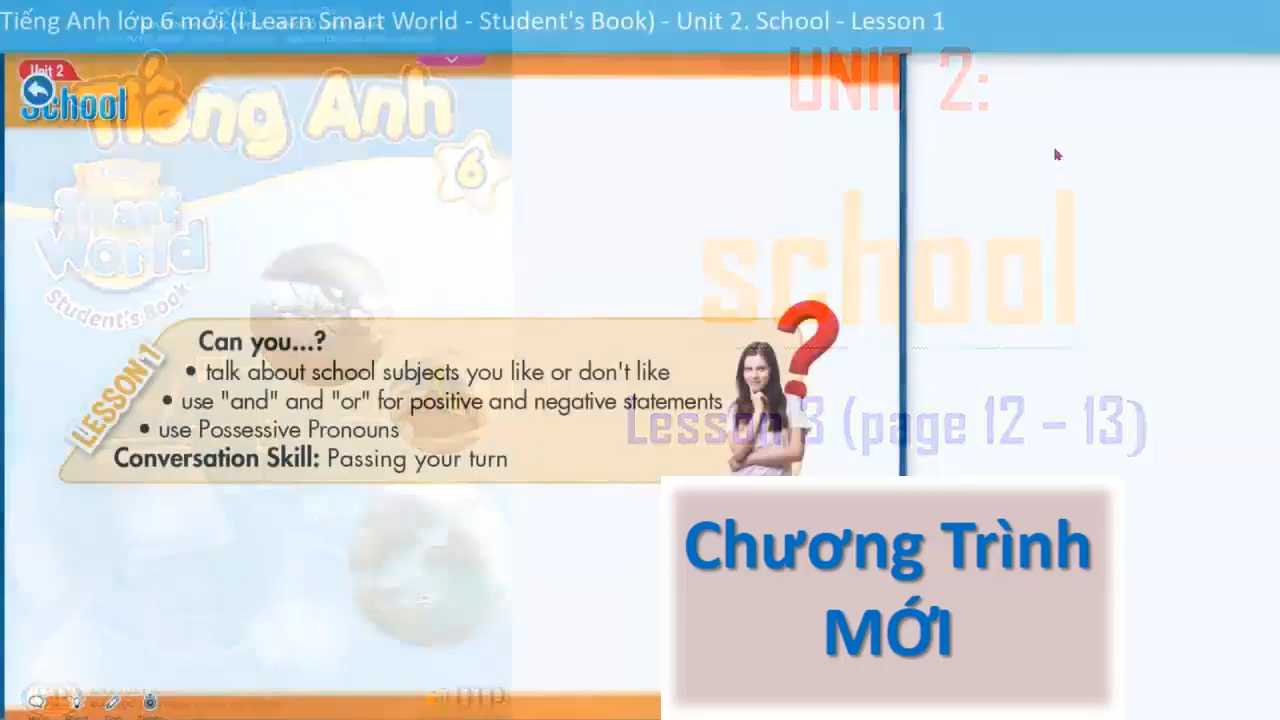 Tiếng Anh lớp 6 mới (I Learn Smart World - Student's Book) - Unit 2. School - Lesson 1
Unit 2
School
Tiếng Anh
6
Smart
World
Student's Book
UNIT 2:
school
Lesson 3 (page 12 – 13)
LESSON 1
Can you...?
• talk about school subjects you like or don't like
• use "and" and "or" for positive and negative statements
• use Possessive Pronouns
Conversation Skill: Passing your turn
Chương Trình
MỚI
DTP